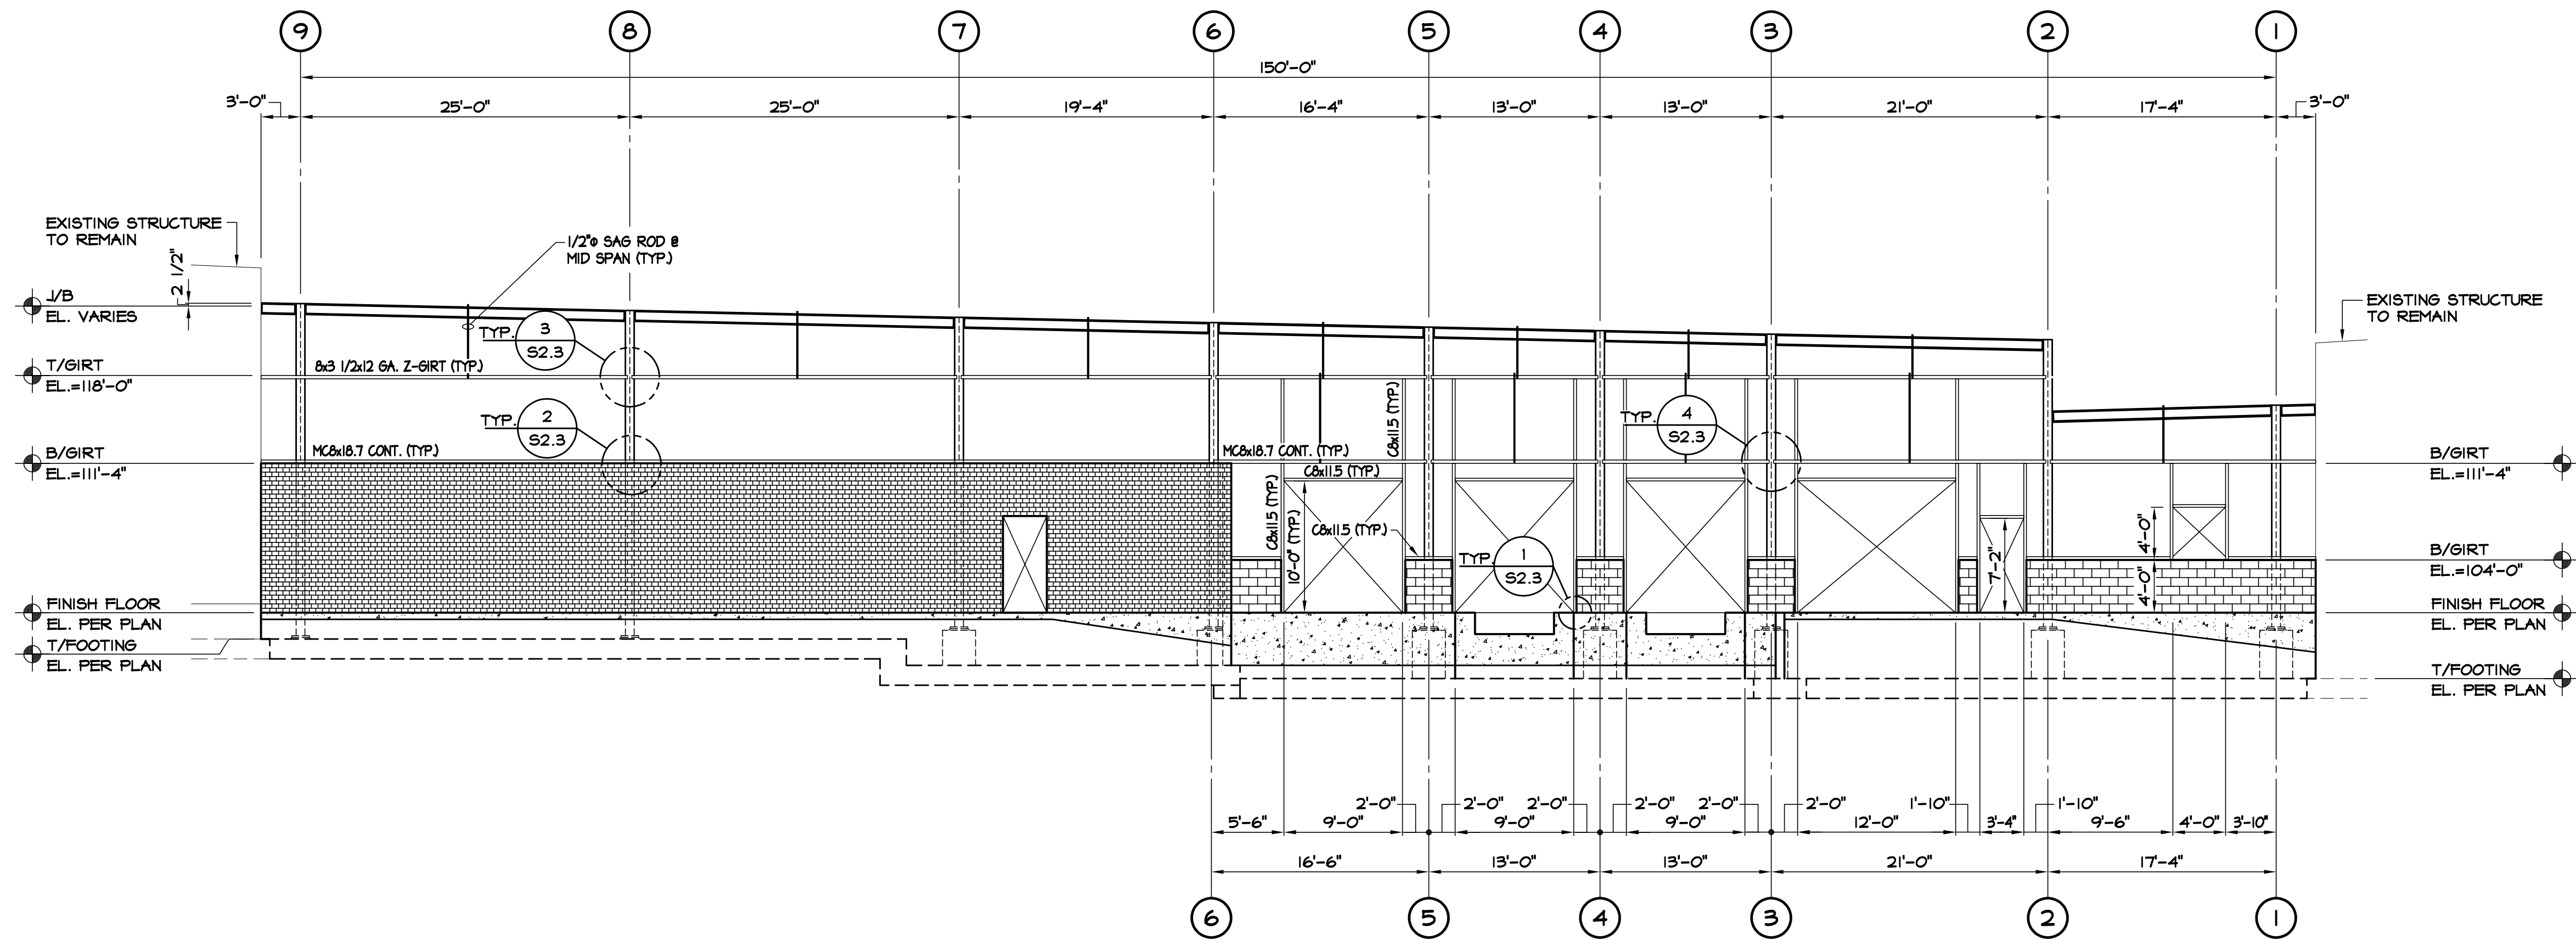 9 8 7 6 5 4 3 2 1
150'-0"
3'-0" 25'-0" 25'-0" 19'-4" 16'-4" 13'-0" 13'-0" 21'-0" 17'-4" 3'-0"
EXISTING STRUCTURE
TO REMAIN
2 1/2"
1/2"Φ SAG ROD @
MID SPAN (TYP.)
J/B
EL. VARIES
EXISTING STRUCTURE
TO REMAIN
TYP. 3
S2.3
T/GIRT
EL.=118'-0"
8x3 1/2x12 GA. Z-GIRT (TYP.)
TYP. 2
S2.3
C8x11.5 (TYP.)
TYP. 4
S2.3
B/GIRT
EL.=111'-4"
MC8x18.7 CONT. (TYP.)
MC8x18.7 CONT. (TYP.)
B/GIRT
EL.=111'-4"
C8x11.5 (TYP.)
C8x11.5 (TYP.)
10'-0" (TYP.)
C8x11.5 (TYP.)
TYP. 1
S2.3
7'-2"
4'-0"
4'-0"
B/GIRT
EL.=104'-0"
FINISH FLOOR
EL. PER PLAN
FINISH FLOOR
EL. PER PLAN
T/FOOTING
EL. PER PLAN
T/FOOTING
EL. PER PLAN
2'-0" 2'-0" 2'-0" 2'-0" 2'-0" 2'-0" 1'-10" 1'-10"
5'-6" 9'-0" 9'-0" 9'-0" 12'-0" 3'-4" 9'-6" 4'-0" 3'-10"
16'-6" 13'-0" 13'-0" 21'-0" 17'-4"
6 5 4 3 2 1